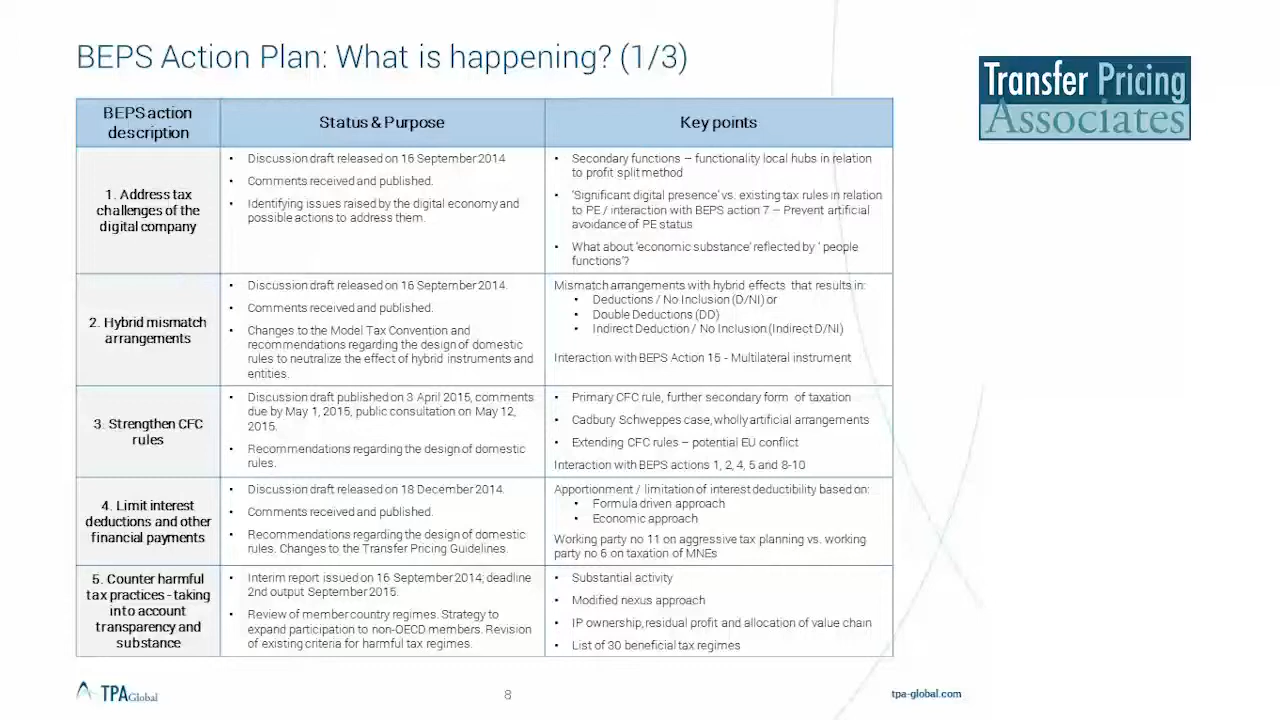 BEPS Action Plan: What is happening? (1/3)
Transfer Pricing
Associates
BEPS action
description
Status & Purpose
Key points
1. Address tax
challenges of the
digital company
• Discussion draft released on 16 September 2014
• Comments received and published.
• Identifying issues raised by the digital economy and
possible actions to address them.
• Secondary functions – functionality local hubs in relation
to profit split method
• 'Significant digital presence' vs. existing tax rules in relation
to PE / interaction with BEPS action 7 – Prevent artificial
avoidance of PE status
• What about 'economic substance' reflected by ' people
functions'?
2. Hybrid mismatch
arrangements
• Discussion draft released on 16 September 2014.
• Comments received and published.
• Changes to the Model Tax Convention and
recommendations regarding the design of domestic
rules to neutralize the effect of hybrid instruments and
entities.
Mismatch arrangements with hybrid effects that results in:
• Deductions / No Inclusion (D/NI) or
• Double Deductions (DD)
• Indirect Deduction / No Inclusion (Indirect D/NI)
Interaction with BEPS Action 15 - Multilateral instrument
3. Strengthen CFC
rules
• Discussion draft published on 3 April 2015, comments
due by May 1, 2015, public consultation on May 12,
2015.
• Recommendations regarding the design of domestic
rules.
• Primary CFC rule, further secondary form of taxation
• Cadbury Schweppes case, wholly artificial arrangements
• Extending CFC rules – potential EU conflict
Interaction with BEPS actions 1, 2, 4, 5 and 8-10
4. Limit interest
deductions and other
financial payments
• Discussion draft released on 18 December 2014.
• Comments received and published.
• Recommendations regarding the design of domestic
rules. Changes to the Transfer Pricing Guidelines.
Apportionment / limitation of interest deductibility based on:
• Formula driven approach
• Economic approach
Working party no 11 on aggressive tax planning vs. working
party no 6 on taxation of MNEs
5. Counter harmful
tax practices - taking
into account
transparency and
substance
• Interim report issued on 16 September 2014; deadline
2nd output September 2015.
• Review of member country regimes. Strategy to
expand participation to non-OECD members. Revision
of existing criteria for harmful tax regimes.
• Substantial activity
• Modified nexus approach
• IP ownership, residual profit and allocation of value chain
• List of 30 beneficial tax regimes
TPA Global
8
tpa-global.com